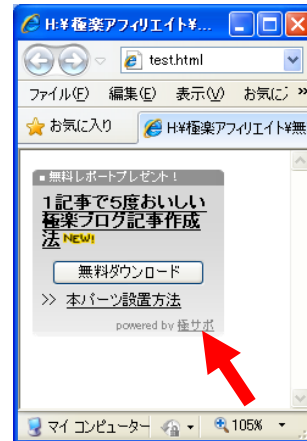 H:¥極楽アフィリエイト¥...
test.html
ファイル(F) 編集(E) 表示(V) お気に »
お気に入り H:¥極楽アフィリエイト¥無
■ 無料レポートプレゼント!
1記事で5度おいしい
極楽ブログ記事作成
法 NEW!
無料ダウンロード
>> 本パーツ設置方法
powered by 極サポ
マイ コンピューター 105%